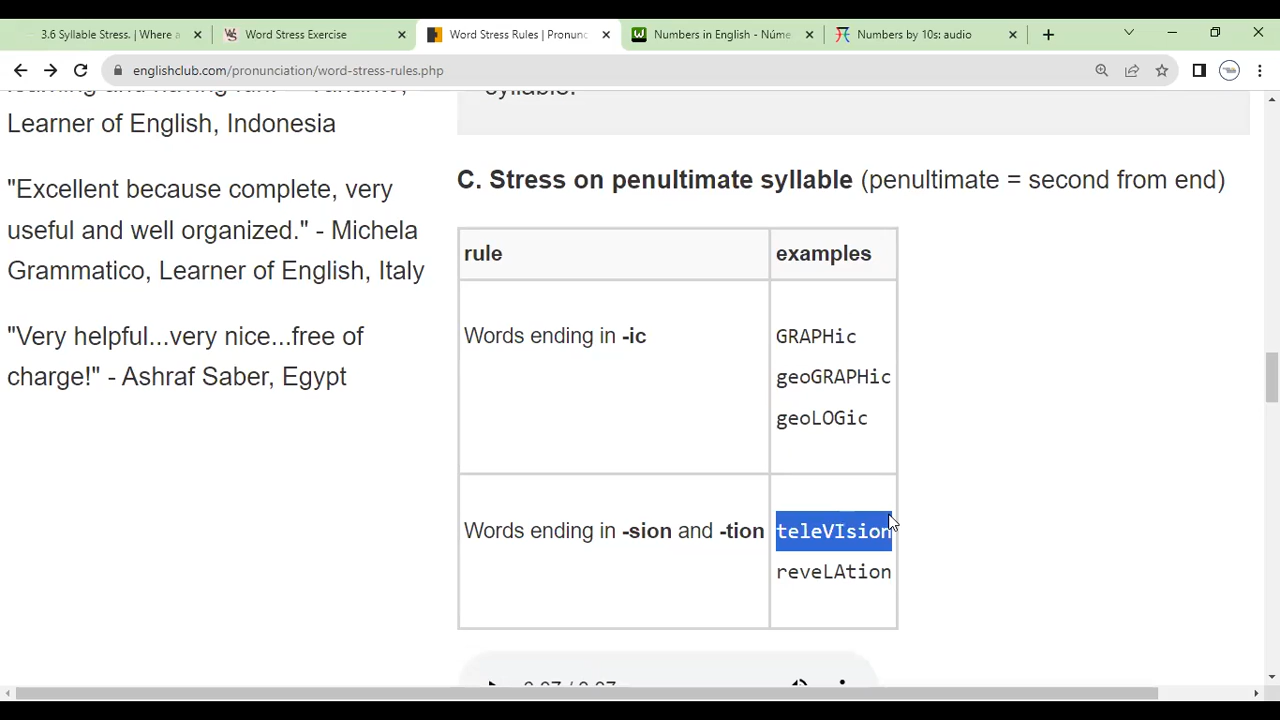 3.6 Syllable Stress. | Where a
Word Stress Exercise
Word Stress Rules | Pronunc
Numbers in English - Núme
Numbers by 10s: audio
englishclub.com/pronunciation/word-stress-rules.php
Learner of English, Indonesia
"Excellent because complete, very
useful and well organized." - Michela
Grammatico, Learner of English, Italy
"Very helpful...very nice...free of
charge!" - Ashraf Saber, Egypt
syllable.
C. Stress on penultimate syllable (penultimate = second from end)
rule
examples
Words ending in -ic
GRAPHic
geoGRAPHic
geoLOGic
Words ending in -sion and -tion
teleVIsion
reveLAtion